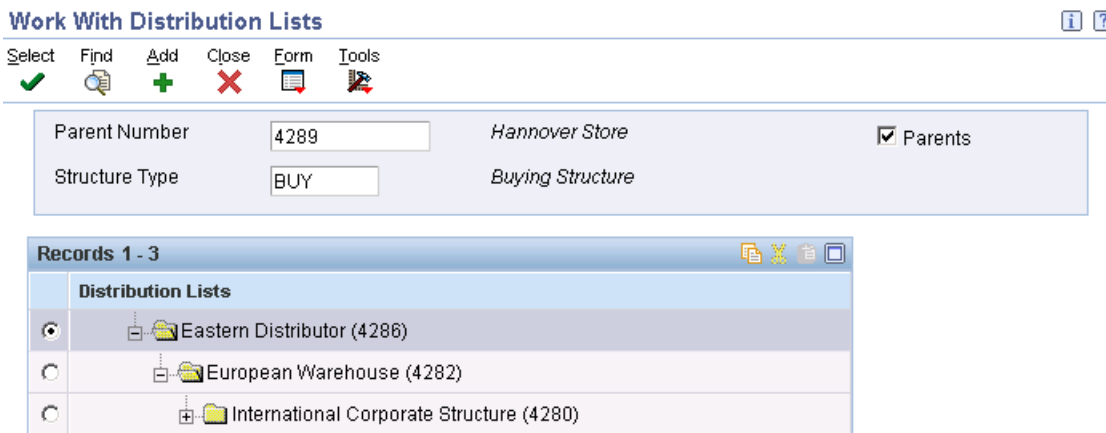 Work With Distribution Lists
Select Find Add Close Form Tools
Parent Number 4289 Hannover Store Parents
Structure Type BUY Buying Structure
Records 1 - 3
Distribution Lists
Eastern Distributor (4286)
European Warehouse (4282)
International Corporate Structure (4280)